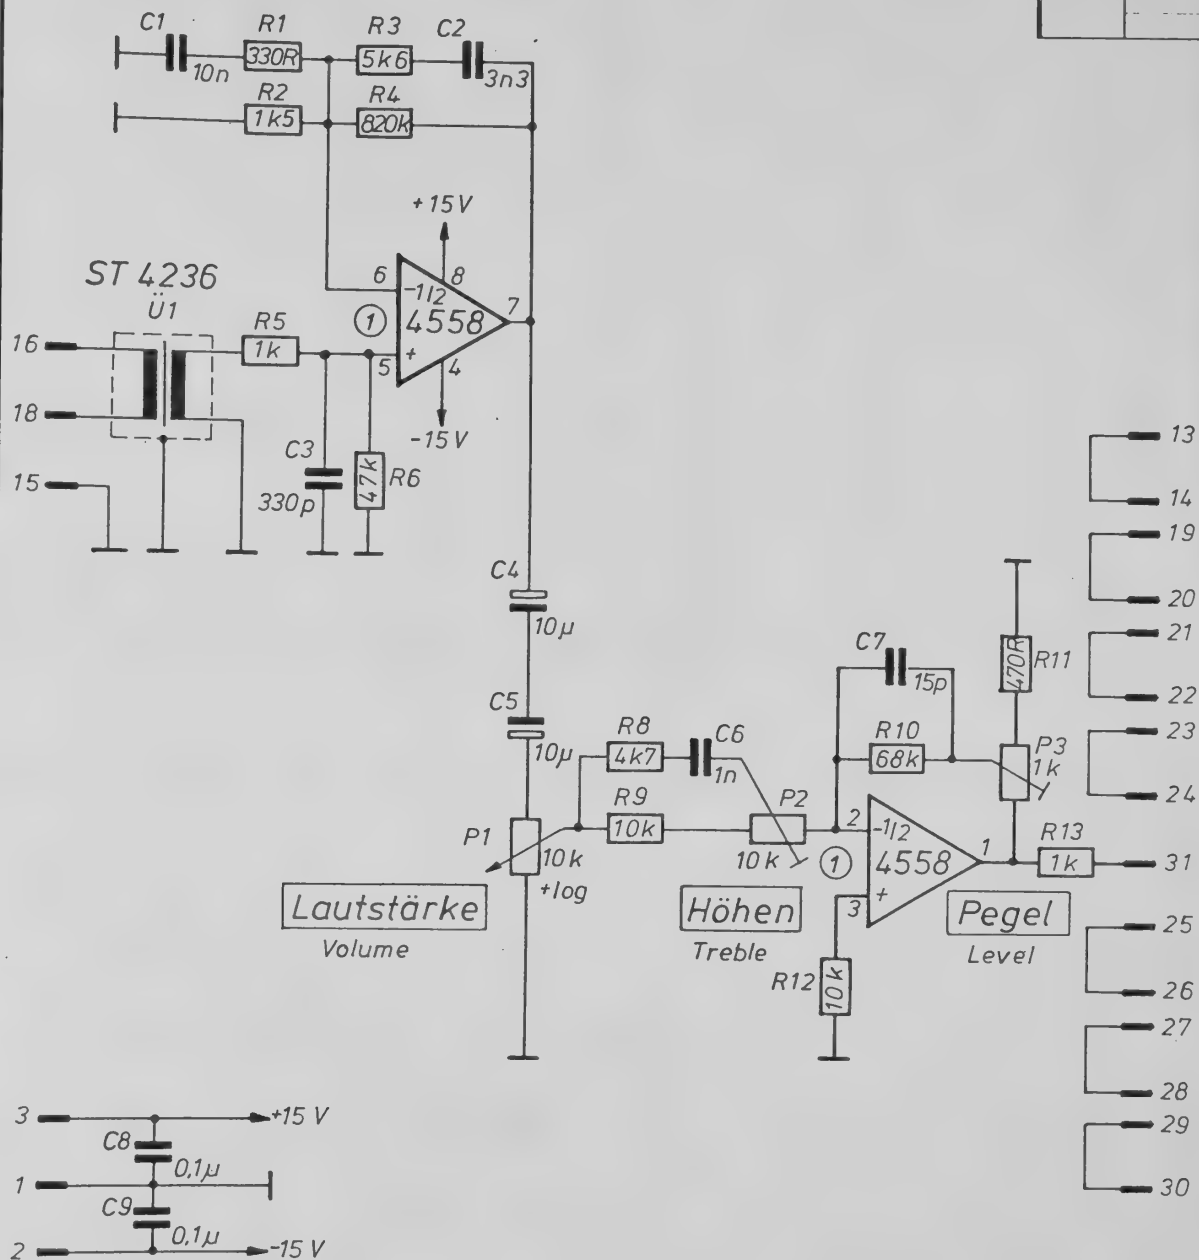 C1 R1 R3 C2
10n 330R 5k6 3n3
R2 R4
1k5 820k
+15V
ST 4236
Ü1
6 8
-1/2
R5 1 4558 7
16 1k 5 + 4
18 -15V
C3 47k R6
15 330p
13
14
19
C4
20
10µ
21
C7 470R R11
15p
22
C5
R8 C6 R10 P3 23
10µ 4k7 1n 68k 1k
R9 P2 24
P1 10k 2 -1/2 1 R13
10k 10k 1 4558 1k 31
+log
Lautstärke Höhen 3 + Pegel
25
Volume Treble Level
R12 10k 26
27
28
3 +15 V 29
C8
0,1µ
1 30
C9
0,1µ
2 -15 V